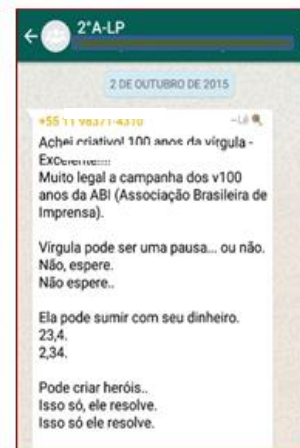 2°A-LP
2 DE OUTUBRO DE 2015
Achei criativo! 100 anos da vírgula -
Muito legal a campanha dos v100
anos da ABI (Associação Brasileira de
Imprensa).
Vírgula pode ser uma pausa... ou não.
Não, espere.
Não espere..
Ela pode sumir com seu dinheiro.
23,4.
2,34.
Pode criar heróis..
Isso só, ele resolve.
Isso só ele resolve.